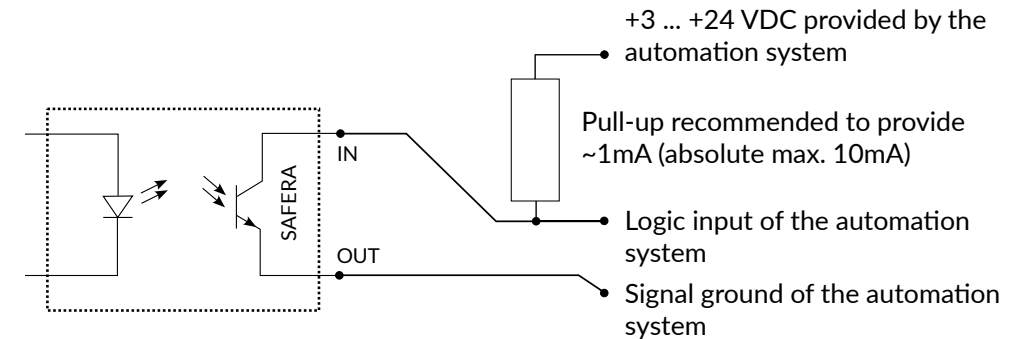 +3 ... +24 VDC provided by the
automation system
Pull-up recommended to provide
~1mA (absolute max. 10mA)
IN
SAFERA
Logic input of the automation
system
OUT
Signal ground of the automation
system